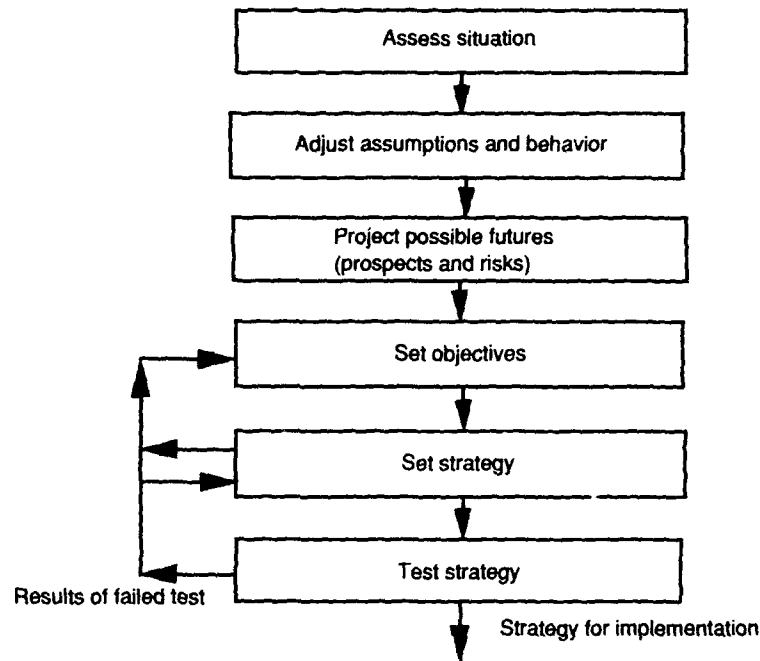 Assess situation
Adjust assumptions and behavior
Project possible futures
(prospects and risks)
Set objectives
Set strategy
Test strategy
Results of failed test
Strategy for implementation